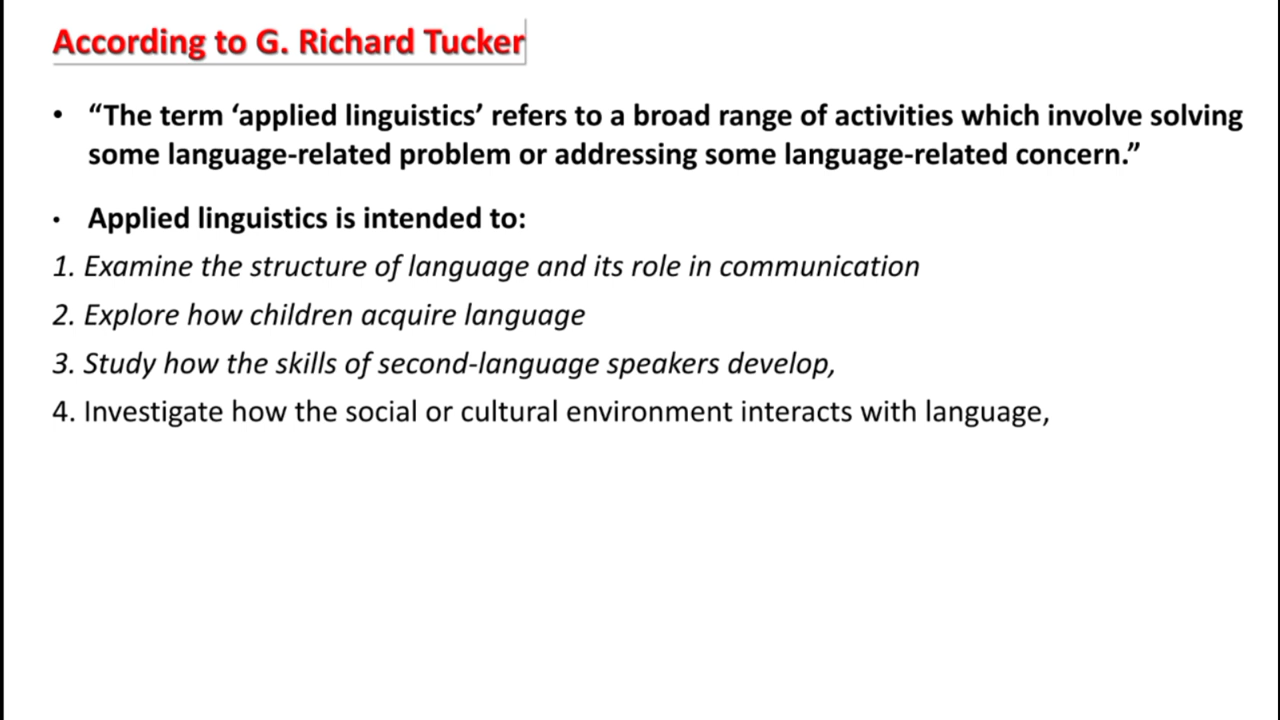 According to G. Richard Tucker
• “The term ‘applied linguistics’ refers to a broad range of activities which involve solving
some language-related problem or addressing some language-related concern.”
• Applied linguistics is intended to:
1. Examine the structure of language and its role in communication
2. Explore how children acquire language
3. Study how the skills of second-language speakers develop,
4. Investigate how the social or cultural environment interacts with language,